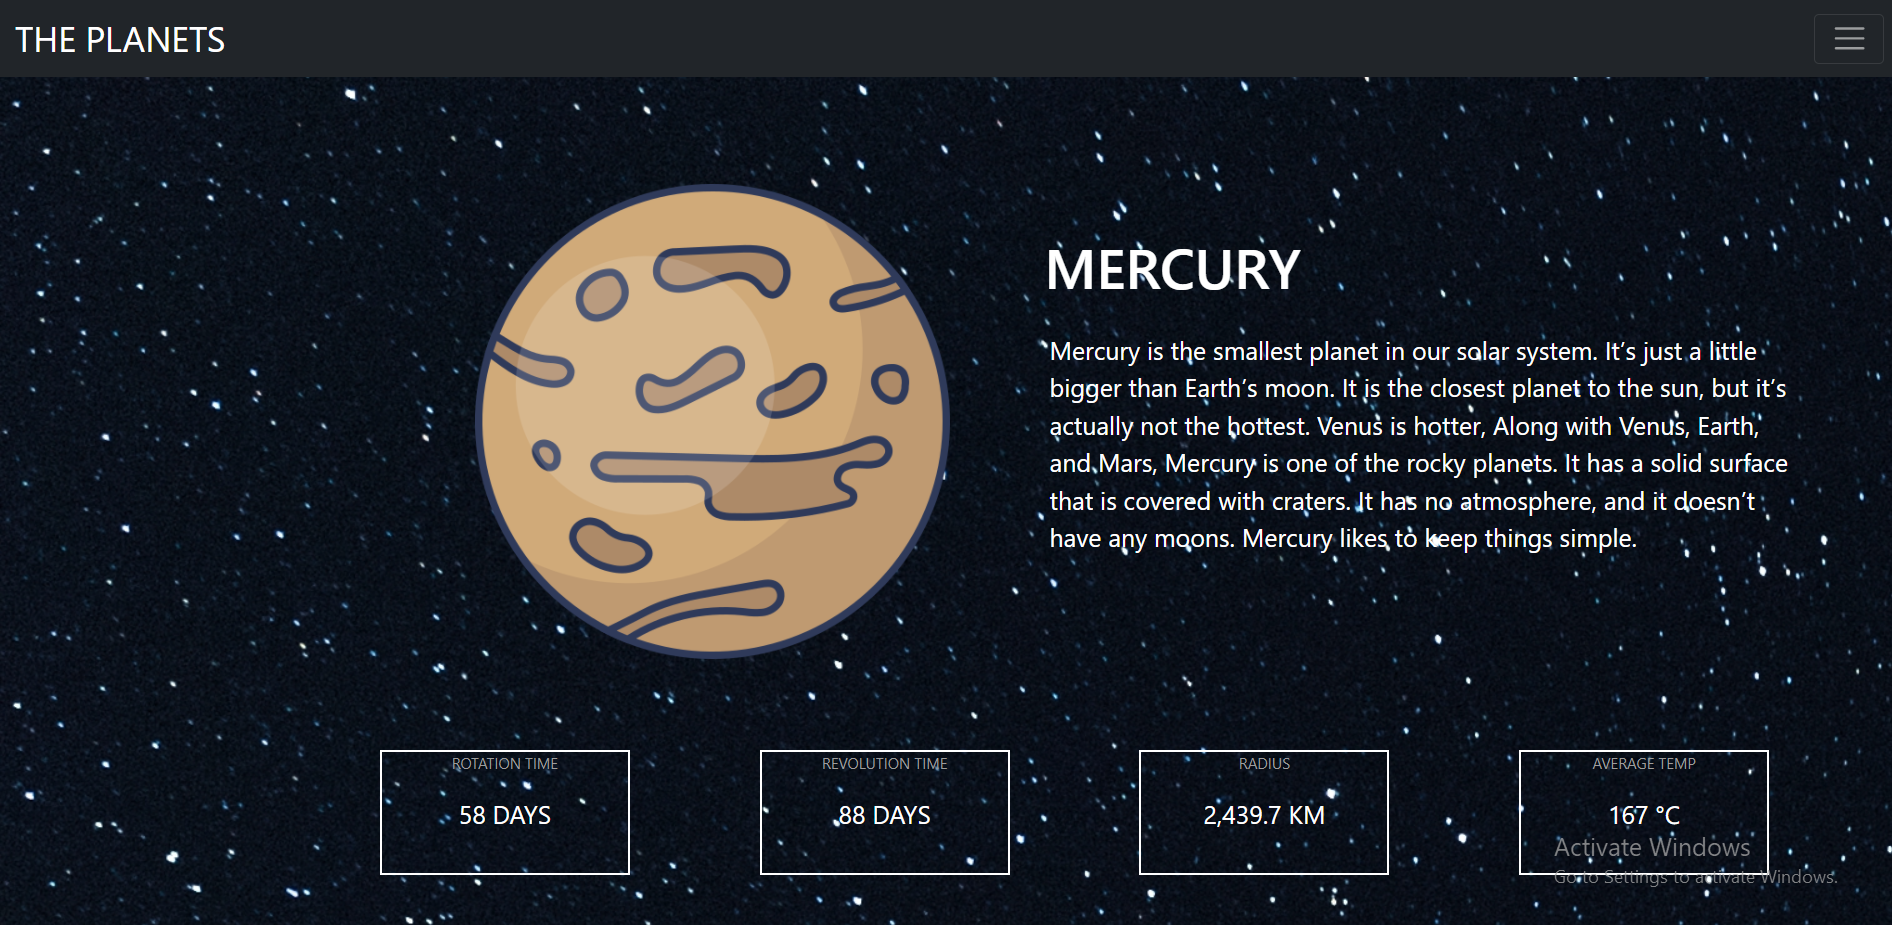 THE PLANETS
MERCURY
Mercury is the smallest planet in our solar system. It’s just a little
bigger than Earth’s moon. It is the closest planet to the sun, but it’s
actually not the hottest. Venus is hotter, Along with Venus, Earth,
and Mars, Mercury is one of the rocky planets. It has a solid surface
that is covered with craters. It has no atmosphere, and it doesn’t
have any moons. Mercury likes to keep things simple.
ROTATION TIME
58 DAYS
REVOLUTION TIME
88 DAYS
RADIUS
2,439.7 KM
AVERAGE TEMP
167 °C
Activate Windows
Go to Settings to activate Windows.